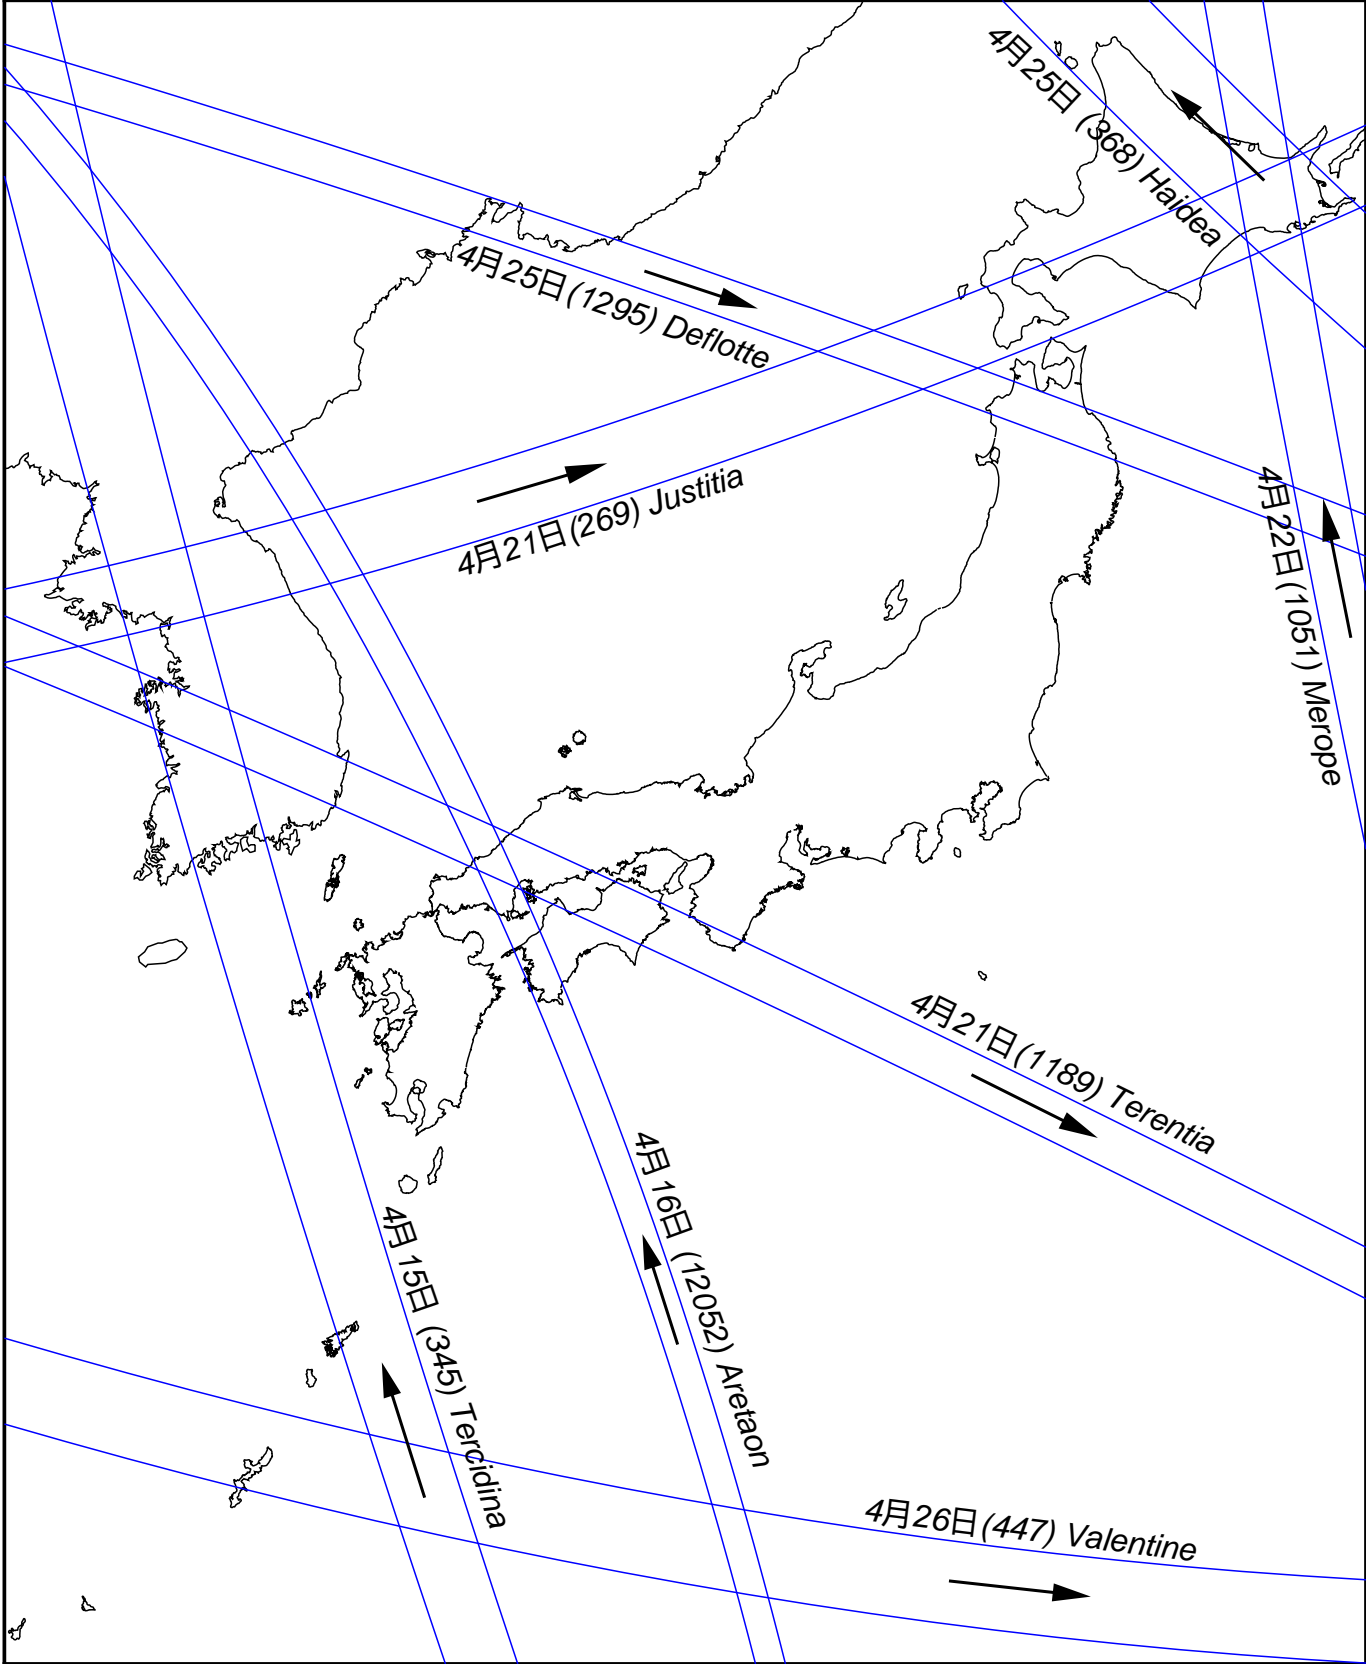 4月25日 (368) Haidea
4月25日(1295) Deflotte
4月21日(269) Justitia
4月22日(1051) Merope
4月21日(1189) Terentia
4月16日 (12052) Aretaon
4月15日 (345) Tercidina
4月26日(447) Valentine